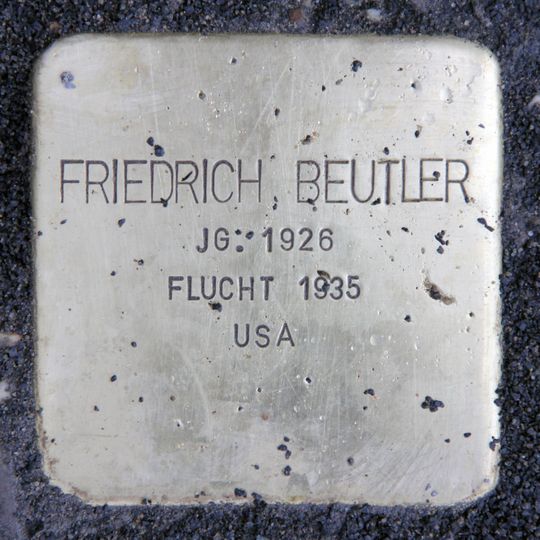 FRIEDRICH BEUTLER
JG. 1926
FLUCHT 1935
USA